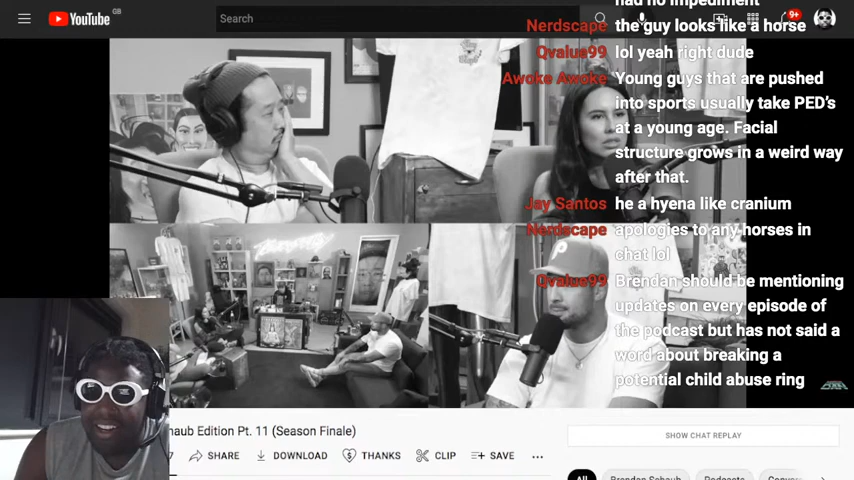 had no impediment
YouTube GB
Search
9+
Nerdscape the guy looks like a horse
Qvalue99 lol yeah right dude
Awoke Awoke Young guys that are pushed
into sports usually take PED's
at a young age. Facial
structure grows in a weird way
after that.
Jay Santos he a hyena like cranium
Nerdscape apologies to any horses in
chat lol
Qvalue99 Brendan should be mentioning
updates on every episode of
the podcast but has not said a
word about breaking a
potential child abuse ring
P
haub Edition Pt. 11 (Season Finale)
SHARE DOWNLOAD THANKS CLIP SAVE
SHOW CHAT REPLAY
All Brendan Schaub Podcasts